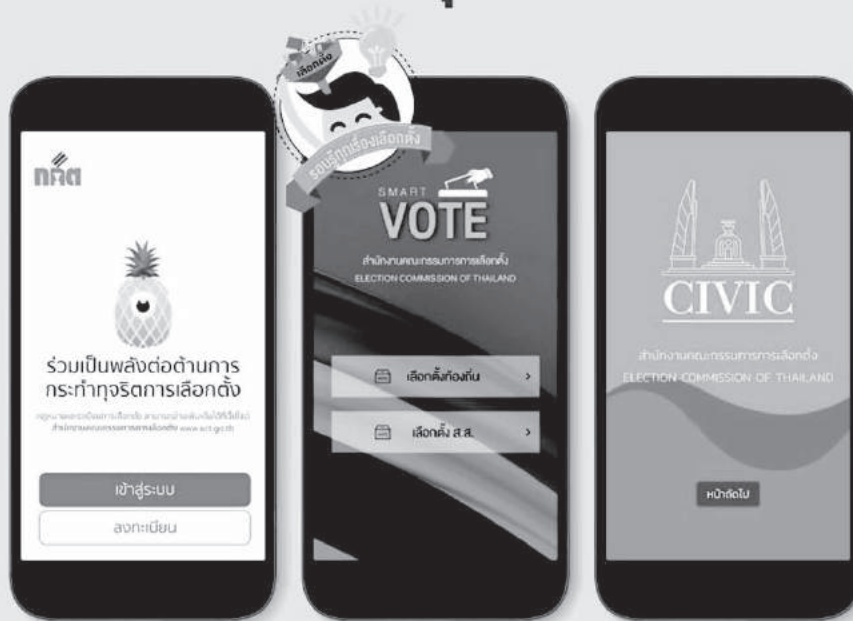 กกต
ร่วมเป็นพลังต่อต้านการ
กระทำทุจริตการเลือกตั้ง
สำนักงานคณะกรรมการการเลือกตั้ง www.ect.go.th
เข้าสู่ระบบ
ลงทะเบียน
เลือกตั้ง
รอบรู้ทุกเรื่องเลือกตั้ง
SMART
VOTE
สำนักงานคณะกรรมการการเลือกตั้ง
ELECTION COMMISSION OF THAILAND
เลือกตั้งท้องถิ่น
เลือกตั้ง ส.ส.
CIVIC
สำนักงานคณะกรรมการการเลือกตั้ง
ELECTION COMMISSION OF THAILAND
หน้าถัดไป